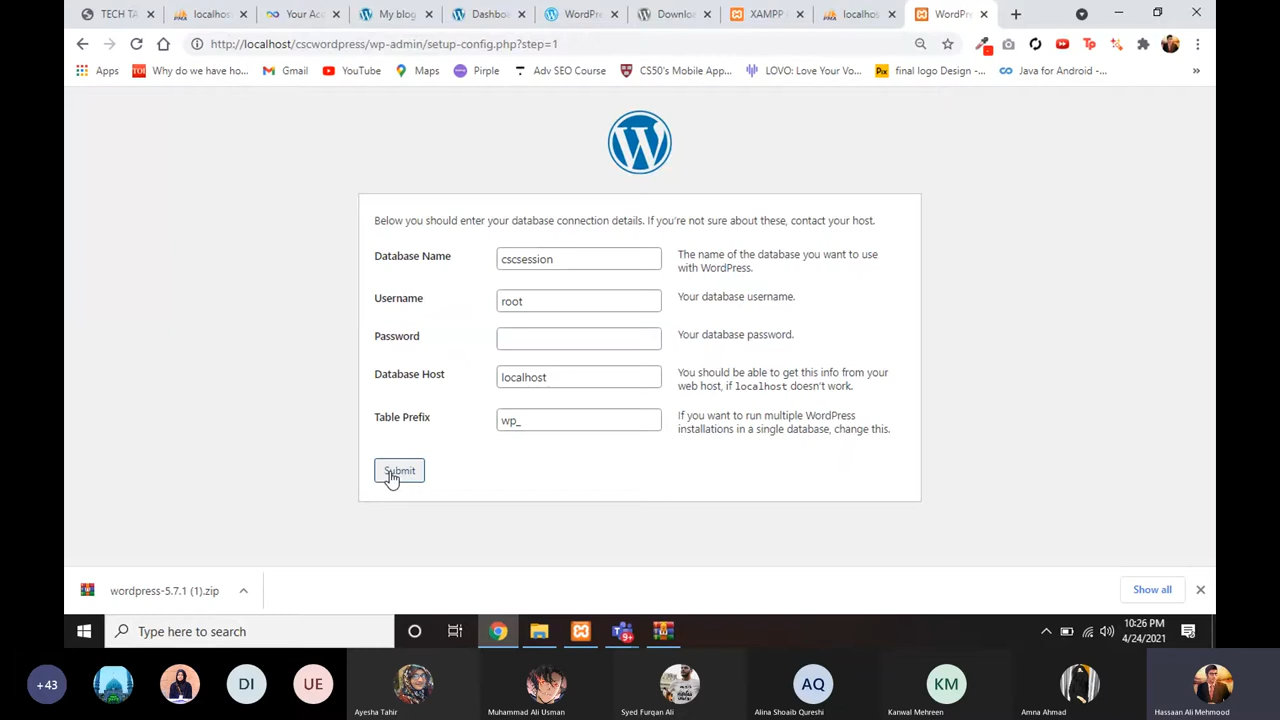 TECH TA
localhos
Your Acc
My blog
Dashboa
WordPre
Downloa
XAMPP C
localhos
WordPre
http://localhost/cscwordpress/wp-admin/setup-config.php?step=1
Apps
TOI
Why do we have ho...
Gmail
YouTube
Maps
Pirple
Adv SEO Course
CS50's Mobile App...
LOVO: Love Your Vo...
Pix
final logo Design -...
Java for Android -...
»
Below you should enter your database connection details. If you're not sure about these, contact your host.
Database Name
cscsession
The name of the database you want to use
with WordPress.
Username
root
Your database username.
Password
Your database password.
Database Host
localhost
You should be able to get this info from your
web host, if localhost doesn't work.
Table Prefix
wp_
If you want to run multiple WordPress
installations in a single database, change this.
Submit
wordpress-5.7.1 (1).zip
Show all
Type here to search
9+
10:26 PM
4/24/2021
+43
DI
UE
AQ
KM
Ayesha Tahir
Muhammad Ali Usman
Syed Furqan Ali
Alina Shoaib Qureshi
Kanwal Mehreen
Amna Ahmad
Hassaan Ali Mehmood